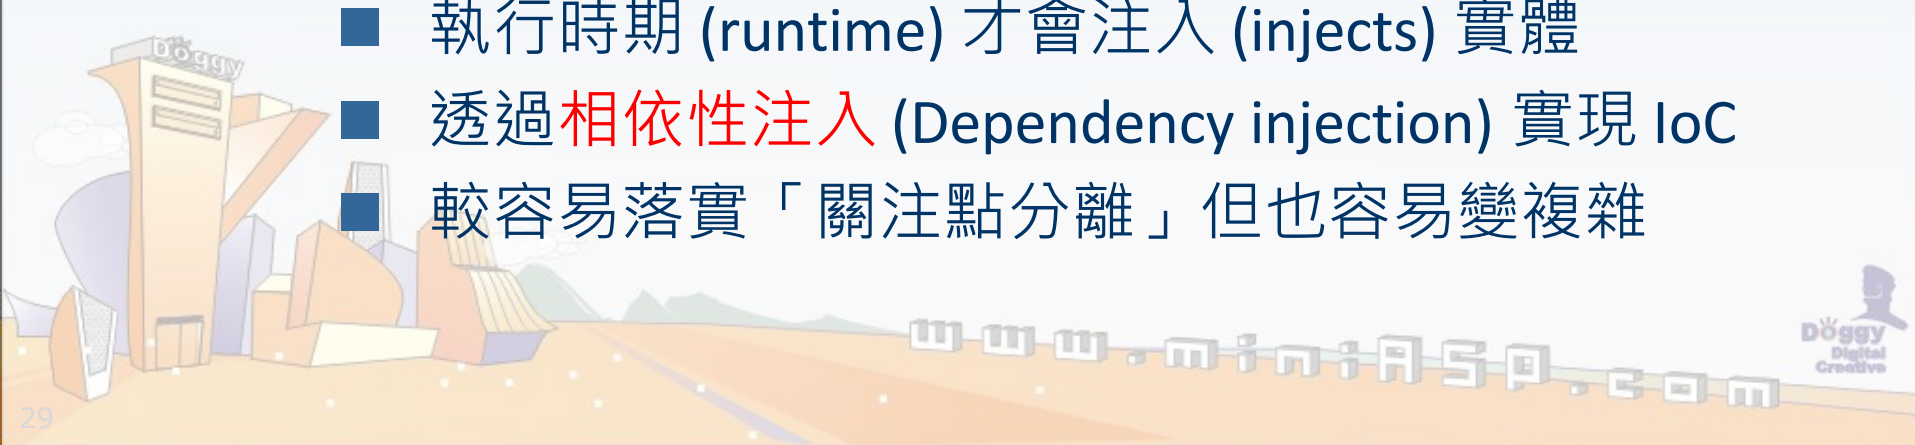 執行時期 (runtime) 才會注入 (injects) 實體
透過相依性注入 (Dependency injection) 實現 IoC
較容易落實「關注點分離」但也容易變複雜
Doggy
www.miniASP.com
Doggy
Digital
Creative
29